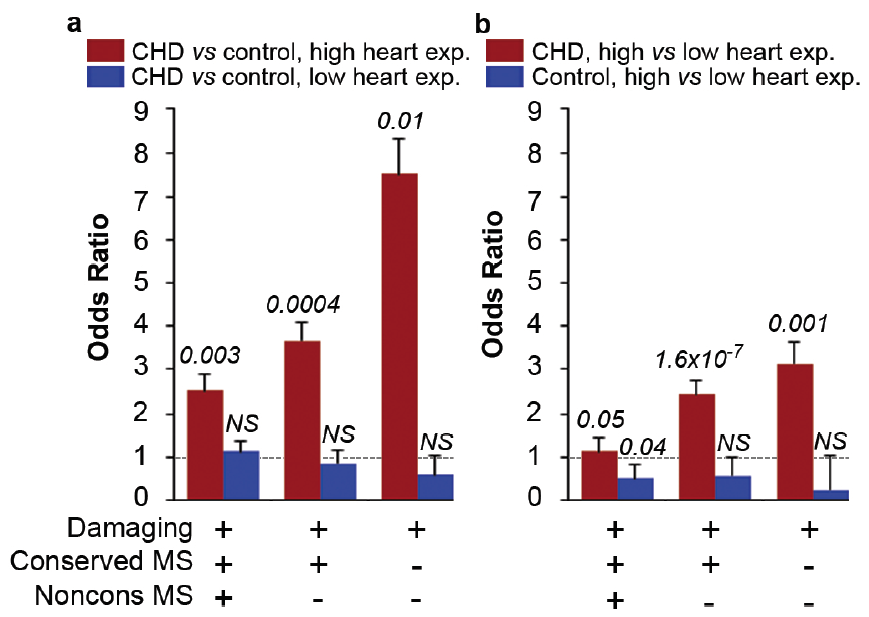 a
CHD vs control, high heart exp.
CHD vs control, low heart exp.
Odds Ratio
9
8
7
6
5
4
3
2
1
0
0.003
NS
0.0004
NS
0.01
NS
b
CHD, high vs low heart exp.
Control, high vs low heart exp.
Odds Ratio
9
8
7
6
5
4
3
2
1
0
0.05
0.04
1.6x10⁻⁷
NS
0.001
NS
Damaging + + + + + +
Conserved MS + + - + + -
Noncons MS + - - + - -